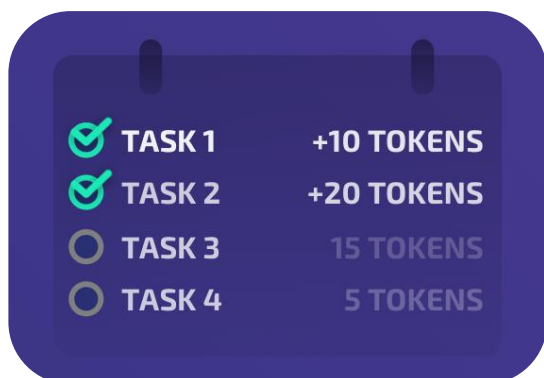 TASK 1 +10 TOKENS
TASK 2 +20 TOKENS
TASK 3 15 TOKENS
TASK 4 5 TOKENS